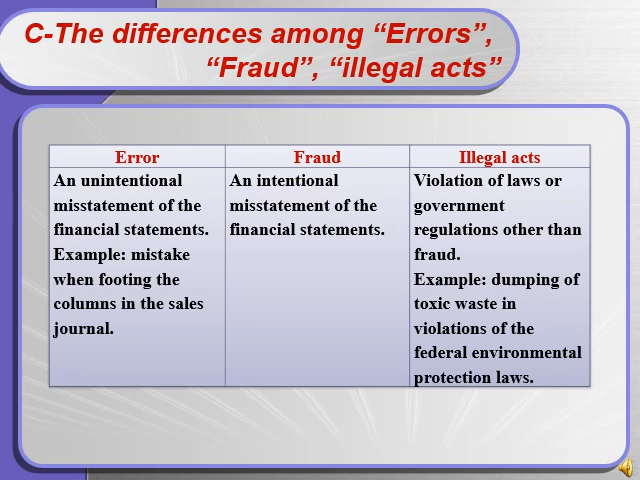 C-The differences among “Errors”,
“Fraud”, “illegal acts”
Error
Fraud
Illegal acts
An unintentional
misstatement of the
financial statements.
Example: mistake
when footing the
columns in the sales
journal.
An intentional
misstatement of the
financial statements.
Violation of laws or
government
regulations other than
fraud.
Example: dumping of
toxic waste in
violations of the
federal environmental
protection laws.